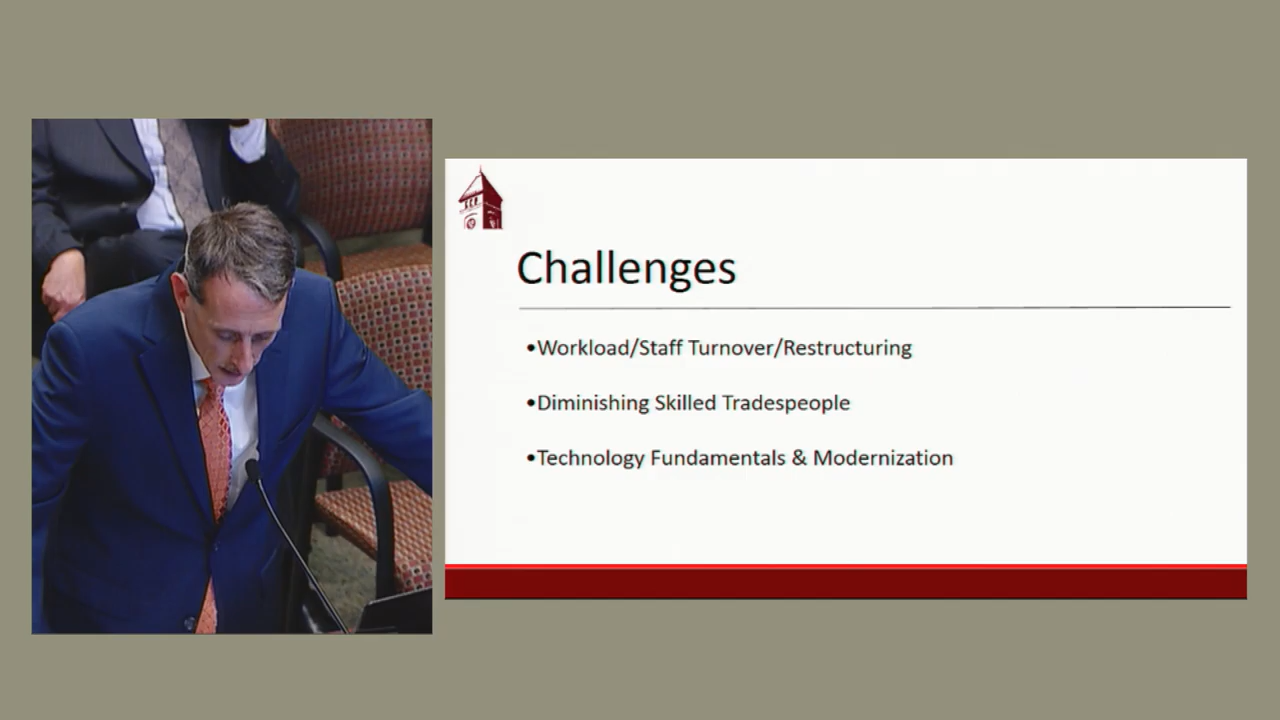 Challenges
•Workload/Staff Turnover/Restructuring
•Diminishing Skilled Tradespeople
•Technology Fundamentals & Modernization